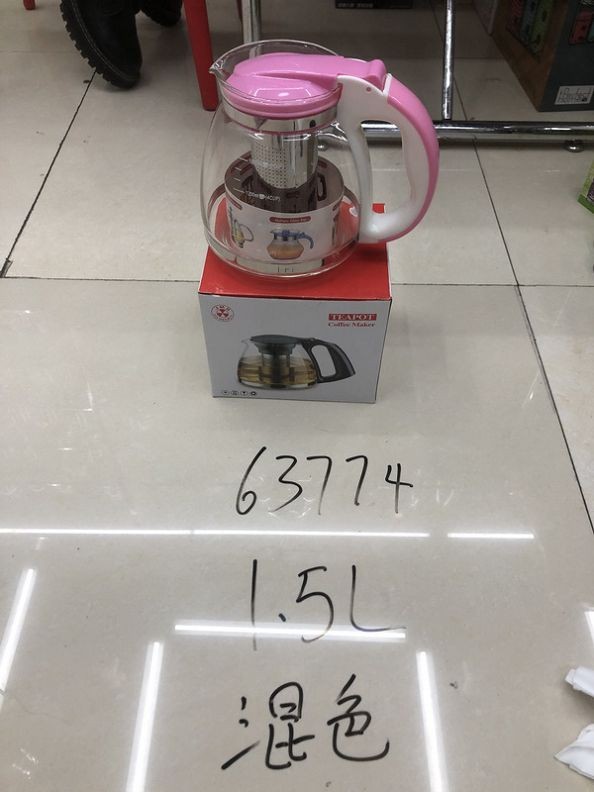 TEAPOT
Coffee Maker
63774
1.5L
混色